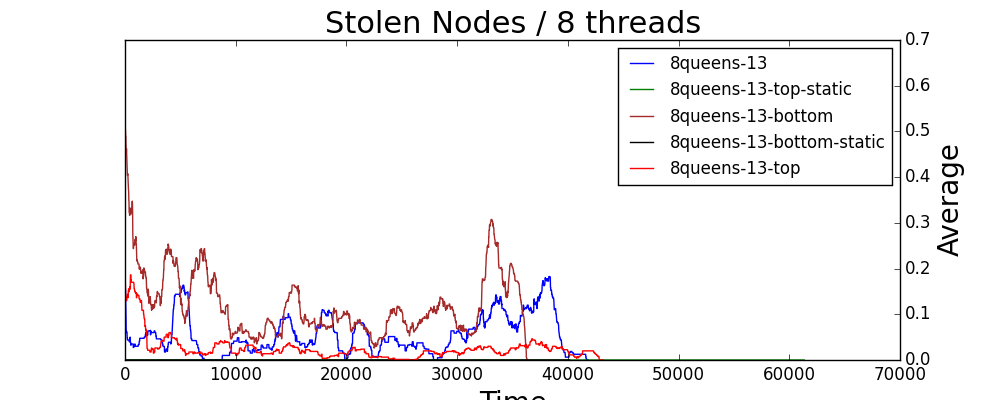 Stolen Nodes / 8 threads
8queens-13
8queens-13-top-static
8queens-13-bottom
8queens-13-bottom-static
8queens-13-top
0.7
0.6
0.5
0.4
0.3
0.2
0.1
0.0
Average
0 10000 20000 30000 40000 50000 60000 70000
Time